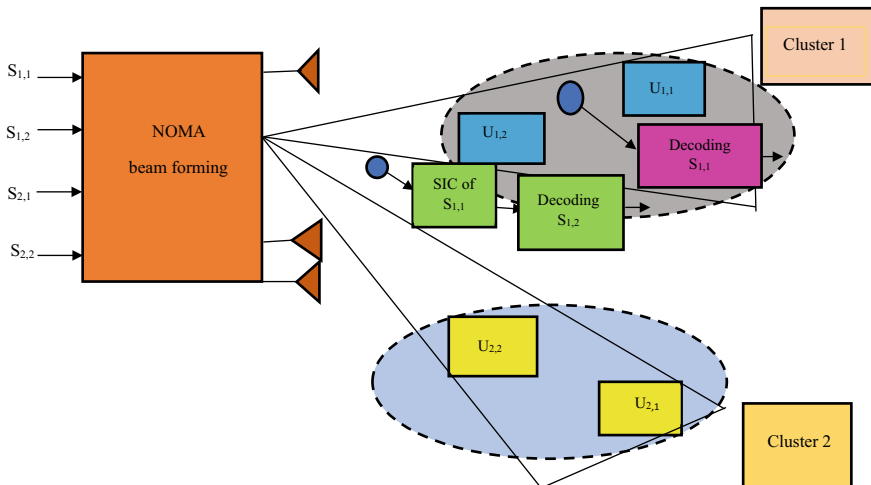 S1,1
S1,2
S2,1
S2,2
NOMA
beam forming
Cluster 1
U1,1
U1,2
Decoding
S1,1
SIC of
S1,1
Decoding
S1,2
U2,2
U2,1
Cluster 2